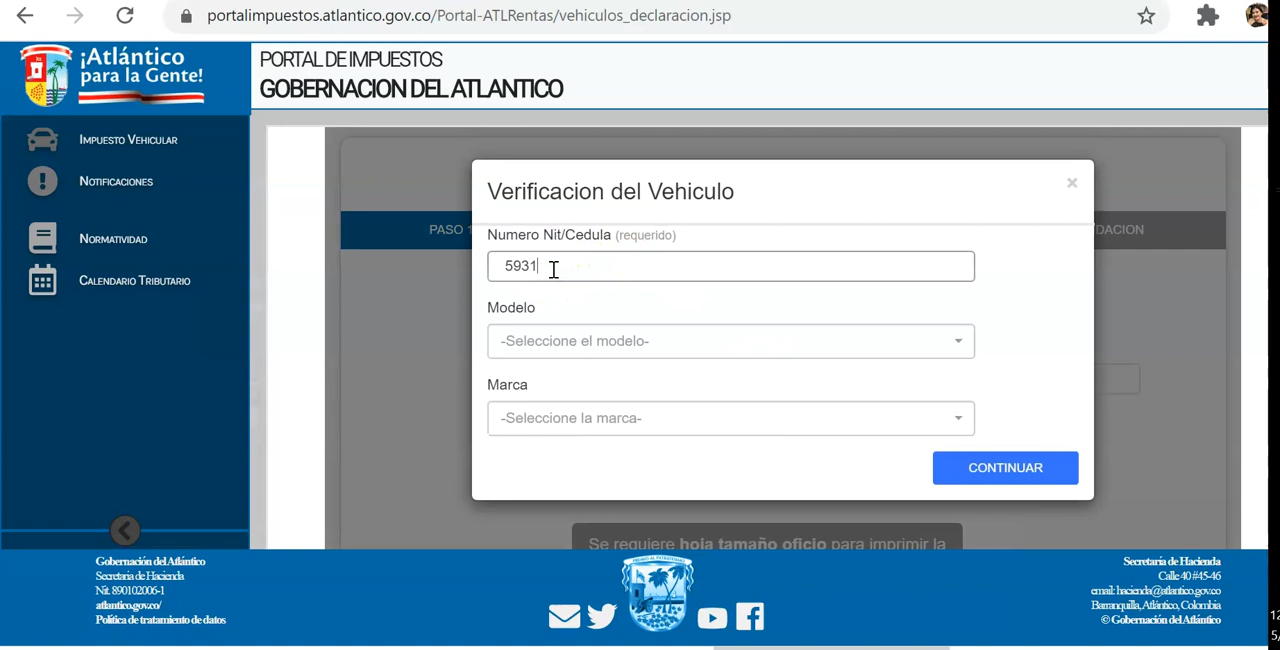 portalimpuestos.atlantico.gov.co/Portal-ATLRentas/vehiculos_declaracion.jsp
¡Atlántico
para la Gente!
PORTAL DE IMPUESTOS
GOBERNACION DEL ATLANTICO
IMPUESTO VEHICULAR
NOTIFICACIONES
NORMATIVIDAD
CALENDARIO TRIBUTARIO
Verificacion del Vehiculo
×
PASO 1
DACION
Numero Nit/Cedula (requerido)
5931
Modelo
-Seleccione el modelo-
Marca
-Seleccione la marca-
CONTINUAR
Se requiere hoja tamaño oficio para imprimir la
Gobernación del Atlántico
Secretaria de Hacienda
Nit. 890102006-1
atlantico.gov.co/
Política de tratamiento de datos
Secretaría de Hacienda
Calle 40 #45-46
email: hacienda@atlantico.gov.co
Barranquilla, Atlántico, Colombia
© Gobernación del Atlántico
12
5/